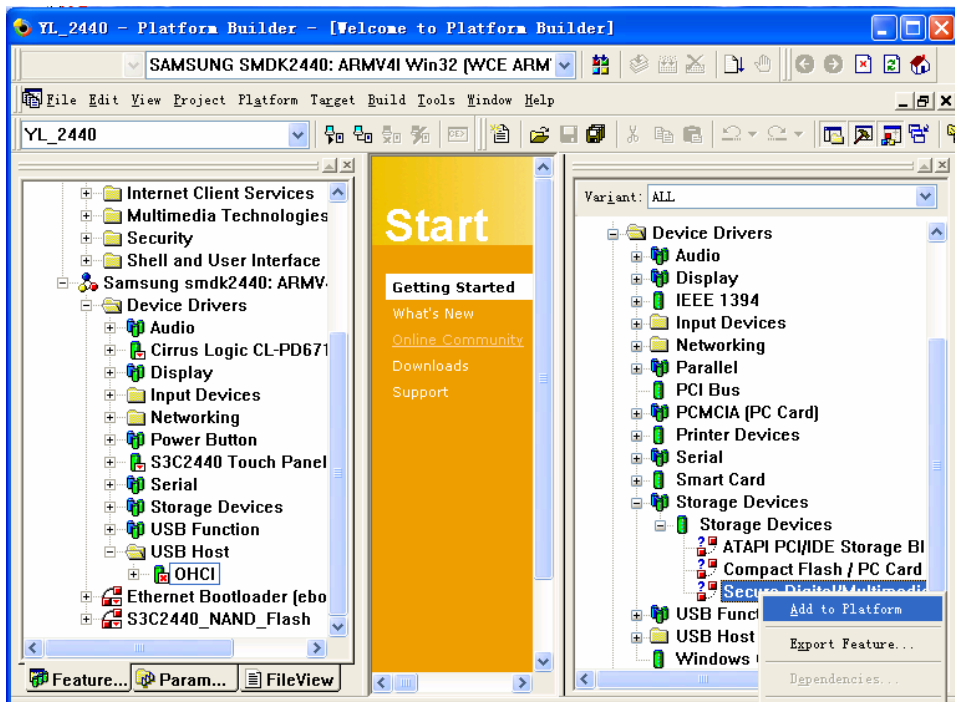 YL_2440 - Platform Builder - [Welcome to Platform Builder]
SAMSUNG SMDK2440: ARMV4I Win32 (WCE ARM
File Edit View Project Platform Target Build Tools Window Help
YL_2440
Internet Client Services
Multimedia Technologies
Security
Shell and User Interface
Samsung smdk2440: ARMV
Device Drivers
Audio
Cirrus Logic CL-PD671
Display
Input Devices
Networking
Power Button
S3C2440 Touch Panel
Serial
Storage Devices
USB Function
USB Host
OHCI
Ethernet Bootloader (ebo
S3C2440_NAND_Flash
Feature... Param... FileView
Start
Getting Started
What's New
Online Community
Downloads
Support
Variant: ALL
Device Drivers
Audio
Display
IEEE 1394
Input Devices
Networking
Parallel
PCI Bus
PCMCIA (PC Card)
Printer Devices
Serial
Smart Card
Storage Devices
Storage Devices
ATAPI PCI/IDE Storage Bl
Compact Flash / PC Card
Secure Digital/Multimedia
USB Funct
USB Host
Windows
Add to Platform
Export Feature...
Dependencies...